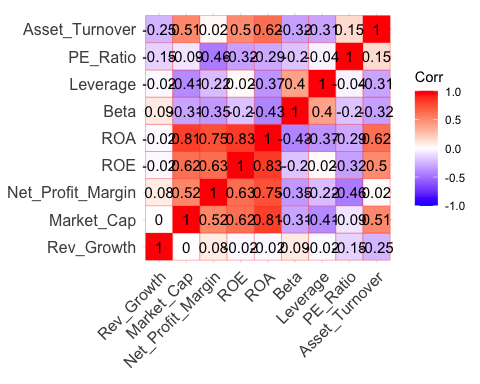 Asset_Turnover -0.25 0.51 0.02 0.5 0.62 -0.32 -0.31 0.15 1
PE_Ratio -0.15 -0.09 -0.46 -0.32 -0.29 -0.2 -0.04 1 0.15
Leverage -0.02 -0.41 -0.22 0.02 -0.37 0.4 1 -0.04 -0.31
Beta 0.09 -0.31 -0.35 -0.2 -0.43 1 0.4 -0.2 -0.32
ROA -0.02 0.81 0.75 0.83 1 -0.43 -0.37 -0.29 0.62
ROE -0.02 0.62 0.63 1 0.83 -0.2 0.02 -0.32 0.5
Net_Profit_Margin 0.08 0.52 1 0.63 0.75 -0.35 -0.22 -0.46 0.02
Market_Cap 0 1 0.52 0.62 0.81 -0.31 -0.41 -0.09 0.51
Rev_Growth 1 0 0.08 -0.02 -0.02 0.09 -0.02 -0.15 -0.25
Rev_Growth
Market_Cap
Net_Profit_Margin
ROE
ROA
Beta
Leverage
PE_Ratio
Asset_Turnover
Corr
1.0
0.5
0.0
-0.5
-1.0